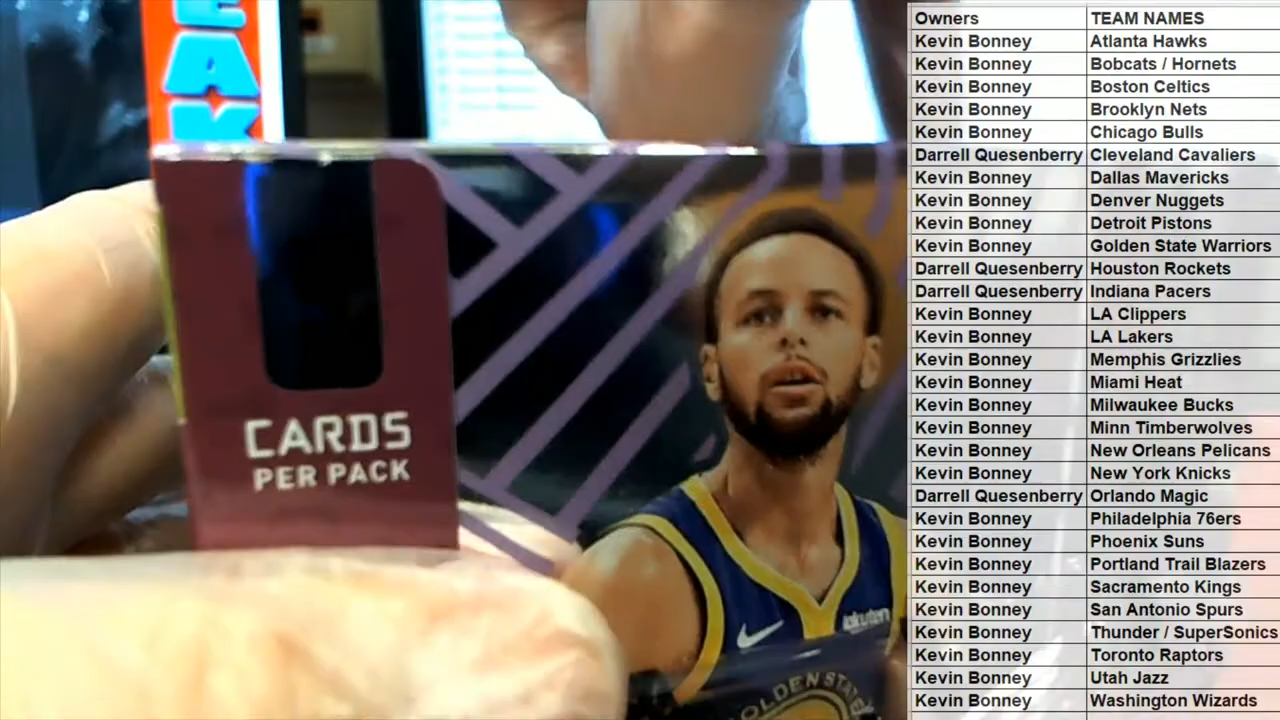 EAK
CARDS
PER PACK
Rakuten
GOLDEN STATE
Owners TEAM NAMES
Kevin Bonney Atlanta Hawks
Kevin Bonney Bobcats / Hornets
Kevin Bonney Boston Celtics
Kevin Bonney Brooklyn Nets
Kevin Bonney Chicago Bulls
Darrell Quesenberry Cleveland Cavaliers
Kevin Bonney Dallas Mavericks
Kevin Bonney Denver Nuggets
Kevin Bonney Detroit Pistons
Kevin Bonney Golden State Warriors
Darrell Quesenberry Houston Rockets
Darrell Quesenberry Indiana Pacers
Kevin Bonney LA Clippers
Kevin Bonney LA Lakers
Kevin Bonney Memphis Grizzlies
Kevin Bonney Miami Heat
Kevin Bonney Milwaukee Bucks
Kevin Bonney Minn Timberwolves
Kevin Bonney New Orleans Pelicans
Kevin Bonney New York Knicks
Darrell Quesenberry Orlando Magic
Kevin Bonney Philadelphia 76ers
Kevin Bonney Phoenix Suns
Kevin Bonney Portland Trail Blazers
Kevin Bonney Sacramento Kings
Kevin Bonney San Antonio Spurs
Kevin Bonney Thunder / SuperSonics
Kevin Bonney Toronto Raptors
Kevin Bonney Utah Jazz
Kevin Bonney Washington Wizards